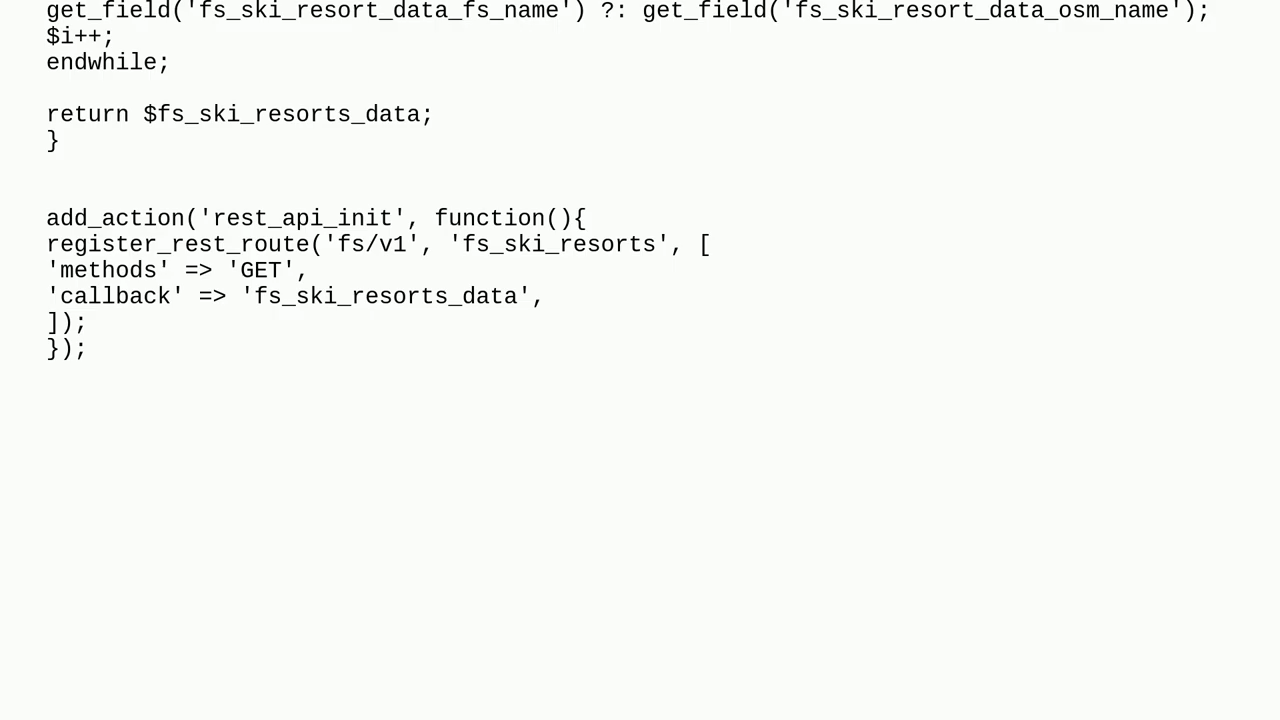 get_field('fs_ski_resort_data_fs_name') ?: get_field('fs_ski_resort_data_osm_name');
$i++;
endwhile;
return $fs_ski_resorts_data;
}
add_action('rest_api_init', function(){
register_rest_route('fs/v1', 'fs_ski_resorts', [
'methods' => 'GET',
'callback' => 'fs_ski_resorts_data',
]);
});